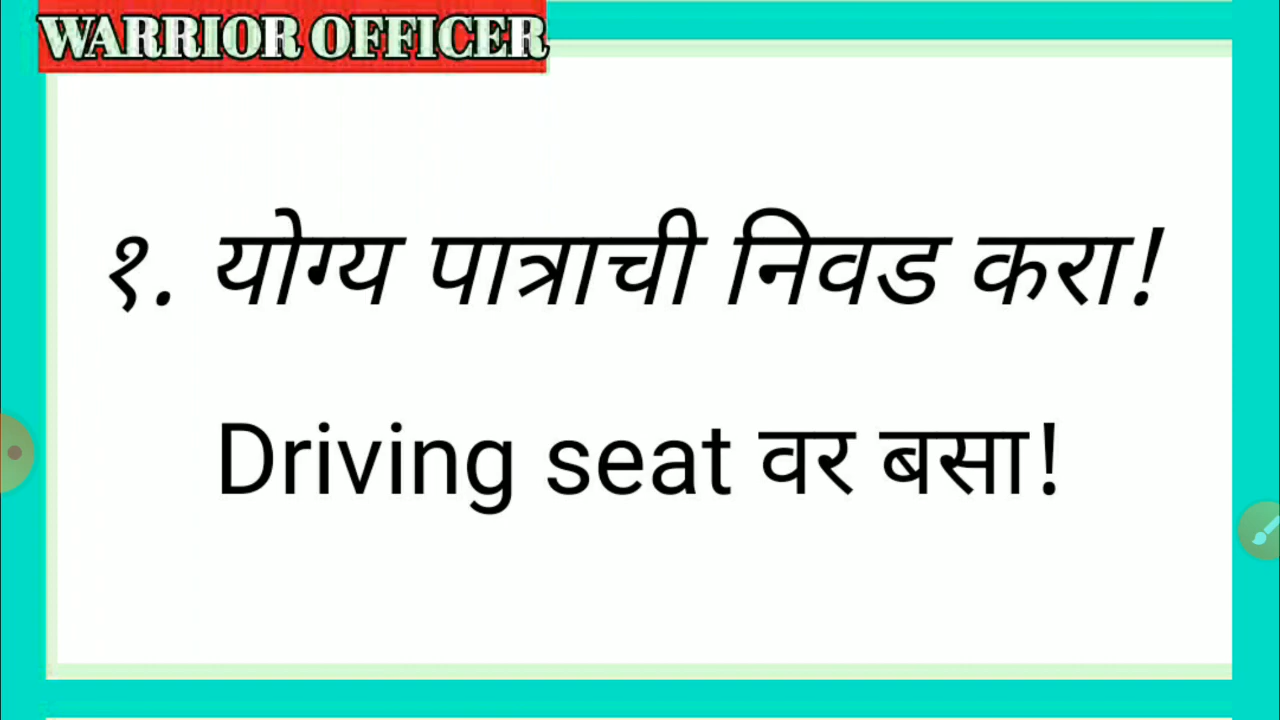 WARRIOR OFFICER
१. योग्य पात्राची निवड करा!
Driving seat वर बसा!